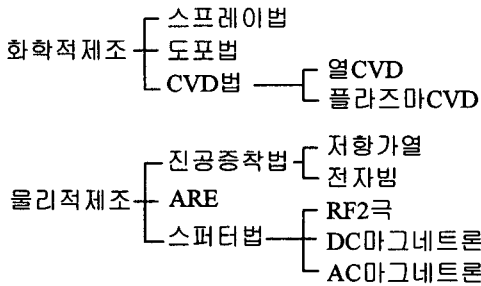 스프레이법
화학적제조
도포법
CVD법
열CVD
플라즈마CVD
진공증착법
저항가열
전자빔
물리적제조
ARE
RF2극
스퍼터법
DC마그네트론
AC마그네트론